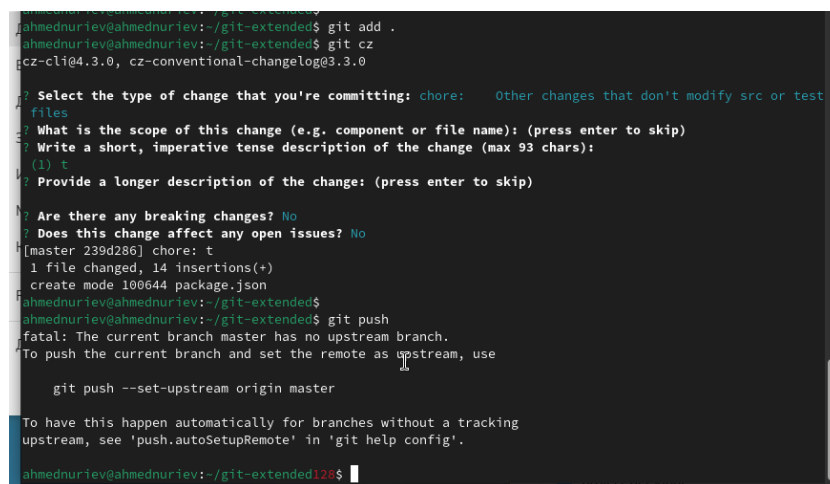 ahmednuriev@ahmednuriev:~/git-extended$
ahmednuriev@ahmednuriev:~/git-extended$ git add .
ahmednuriev@ahmednuriev:~/git-extended$ git cz
cz-cli@4.3.0, cz-conventional-changelog@3.3.0
? Select the type of change that you're committing: chore:    Other changes that don't modify src or test
files
? What is the scope of this change (e.g. component or file name): (press enter to skip)
? Write a short, imperative tense description of the change (max 93 chars):
(1) t
? Provide a longer description of the change: (press enter to skip)
? Are there any breaking changes? No
? Does this change affect any open issues? No
[master 239d286] chore: t
1 file changed, 14 insertions(+)
create mode 100644 package.json
ahmednuriev@ahmednuriev:~/git-extended$
ahmednuriev@ahmednuriev:~/git-extended$ git push
fatal: The current branch master has no upstream branch.
To push the current branch and set the remote as upstream, use
git push --set-upstream origin master
To have this happen automatically for branches without a tracking
upstream, see 'push.autoSetupRemote' in 'git help config'.
ahmednuriev@ahmednuriev:~/git-extended128$